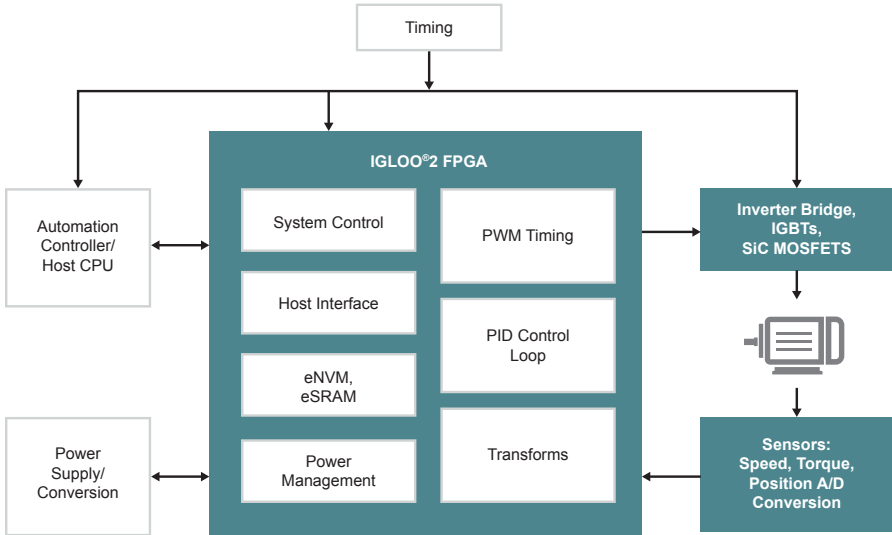 Timing
IGLOO®2 FPGA
Automation
Controller/
Host CPU
System Control
PWM Timing
Inverter Bridge,
IGBTs,
SiC MOSFETS
Host Interface
PID Control
Loop
eNVM,
eSRAM
Power
Supply/
Conversion
Power
Management
Transforms
Sensors:
Speed, Torque,
Position A/D
Conversion